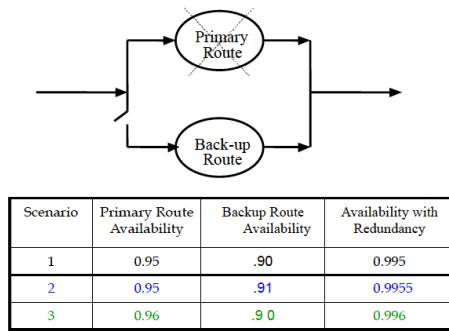 Primary
Route
Back-up
Route
Scenario Primary Route Availability Backup Route Availability Availability with Redundancy
1 0.95 .90 0.995
2 0.95 .91 0.9955
3 0.96 .9 0 0.996